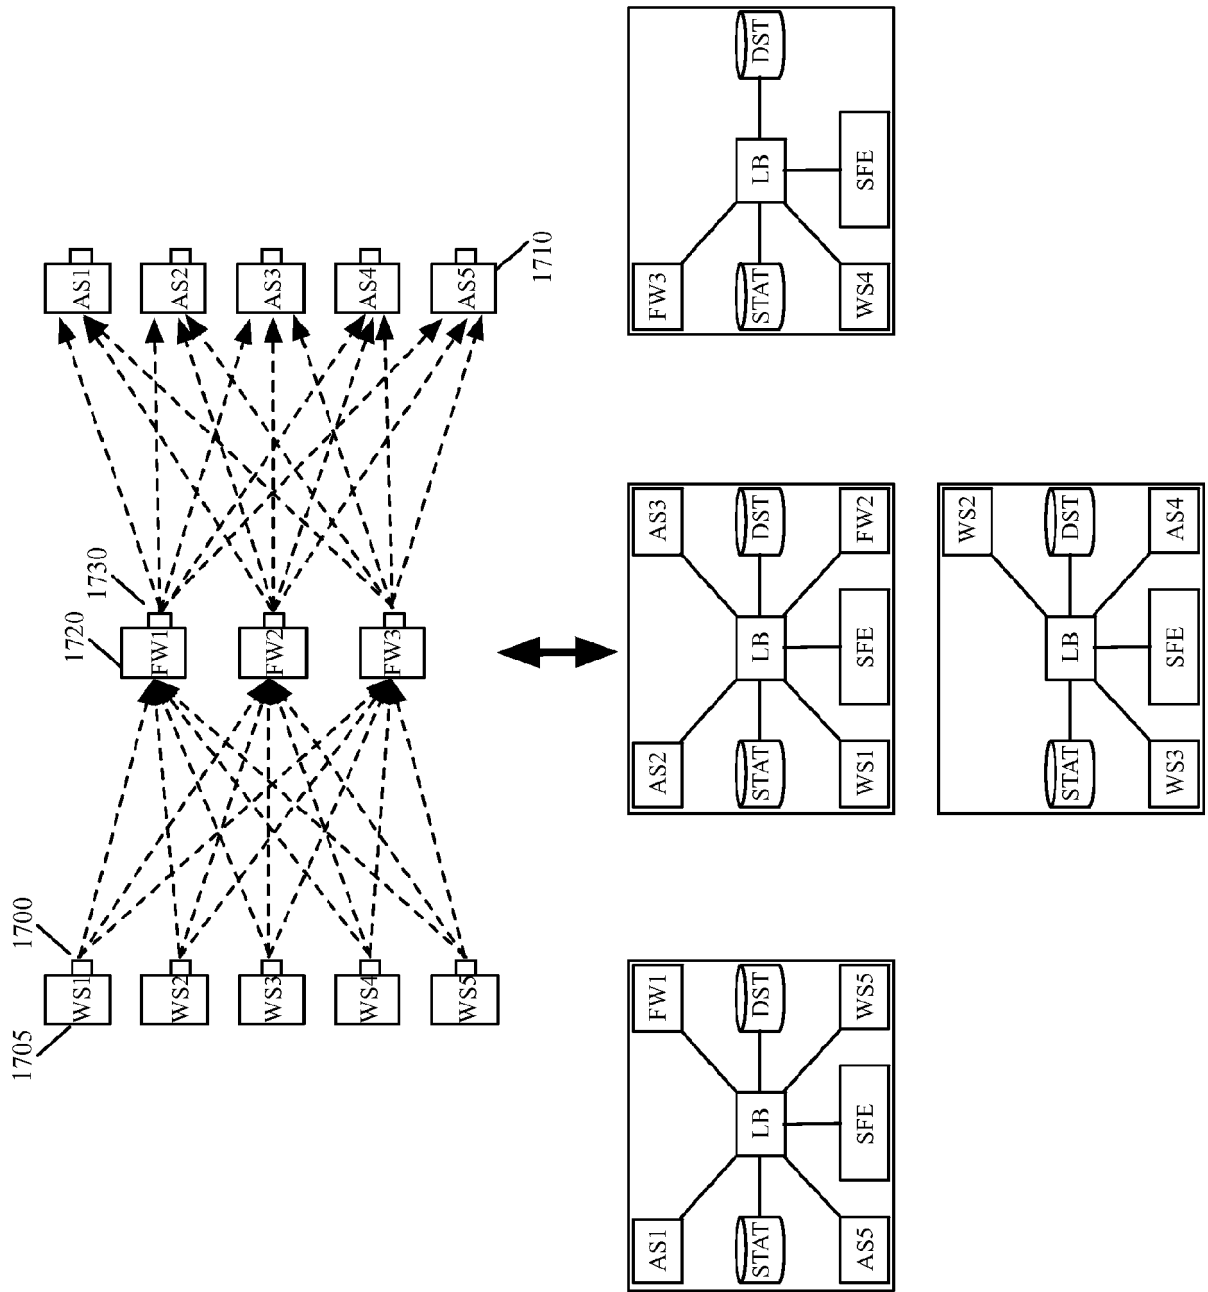 1705
1700
1720
1730
WS1
WS2
WS3
WS4
WS5
FW1
FW2
FW3
AS1
AS2
AS3
AS4
AS5
1710
AS1
FW1
STAT
LB
DST
AS5
SFE
WS5
AS2
AS3
STAT
LB
DST
WS1
SFE
FW2
FW3
STAT
LB
DST
WS4
SFE
WS2
STAT
LB
DST
WS3
SFE
AS4